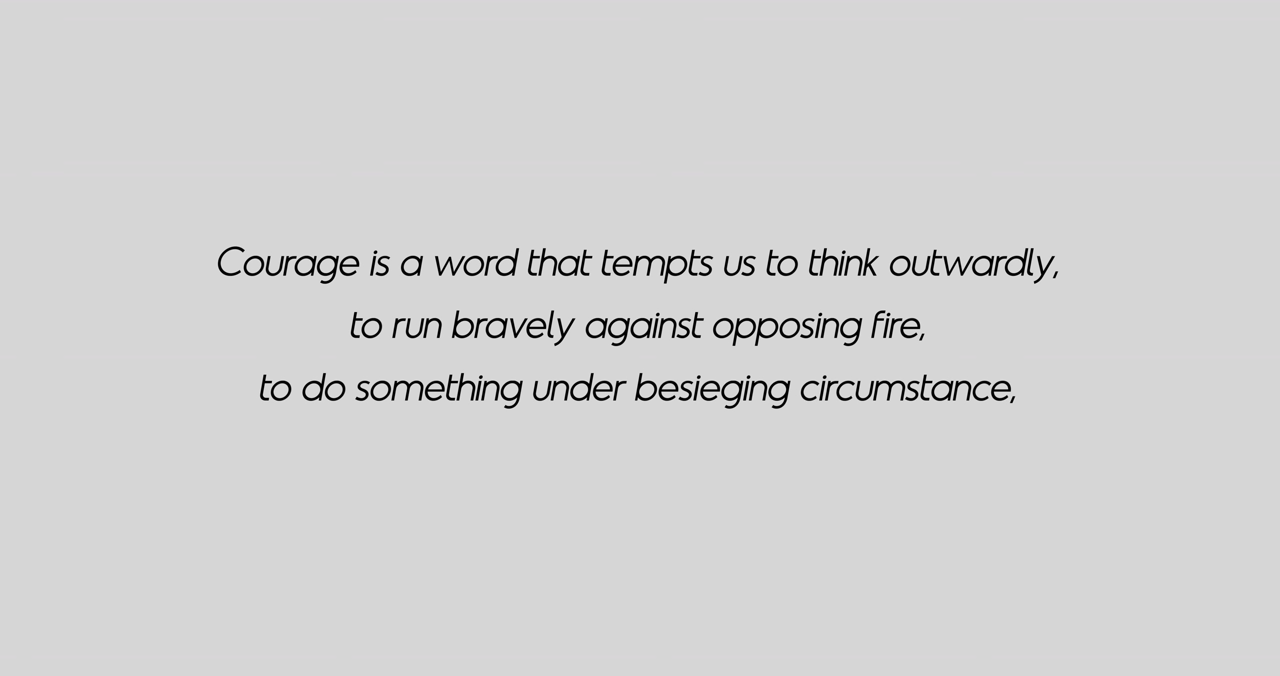 Courage is a word that tempts us to think outwardly,
to run bravely against opposing fire,
to do something under besieging circumstance,